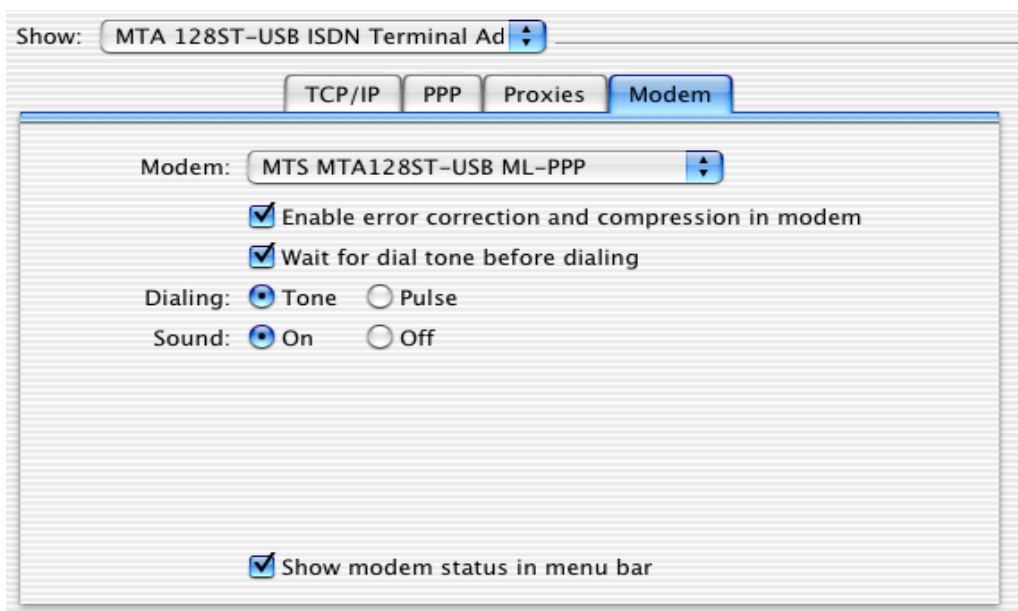 Show: MTA 128ST-USB ISDN Terminal Ad
TCP/IP PPP Proxies Modem
Modem: MTS MTA128ST-USB ML-PPP
Enable error correction and compression in modem
Wait for dial tone before dialing
Dialing: Tone Pulse
Sound: On Off
Show modem status in menu bar